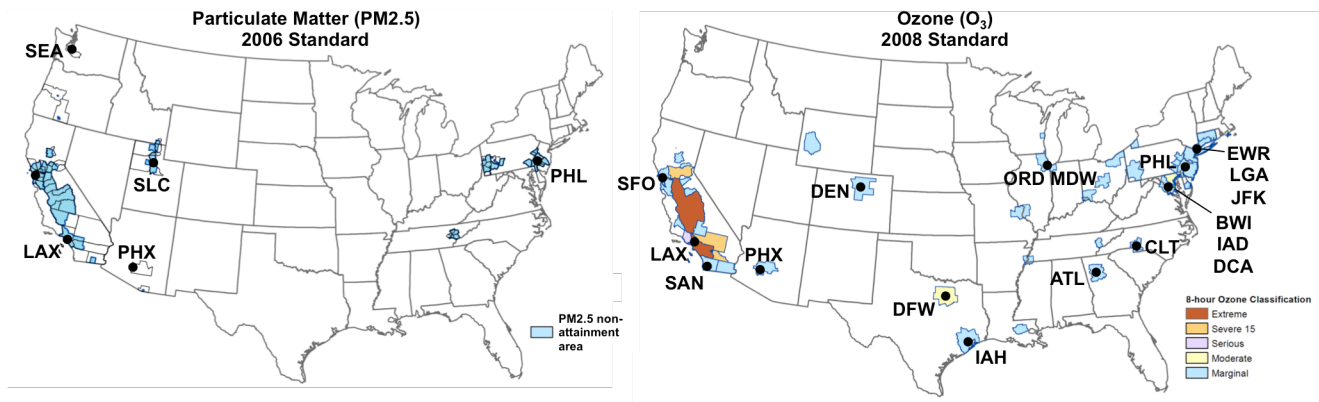 Particulate Matter (PM2.5)
2006 Standard
SEA
SLC
PHL
LAX
PHX
PM2.5 non-
attainment
area
Ozone (O₃)
2008 Standard
SFO
DEN
ORD MDW
PHL
EWR
LGA
JFK
BWI
IAD
DCA
CLT
LAX
PHX
SAN
ATL
DFW
IAH
8-hour Ozone Classification
Extreme
Severe 15
Serious
Moderate
Marginal